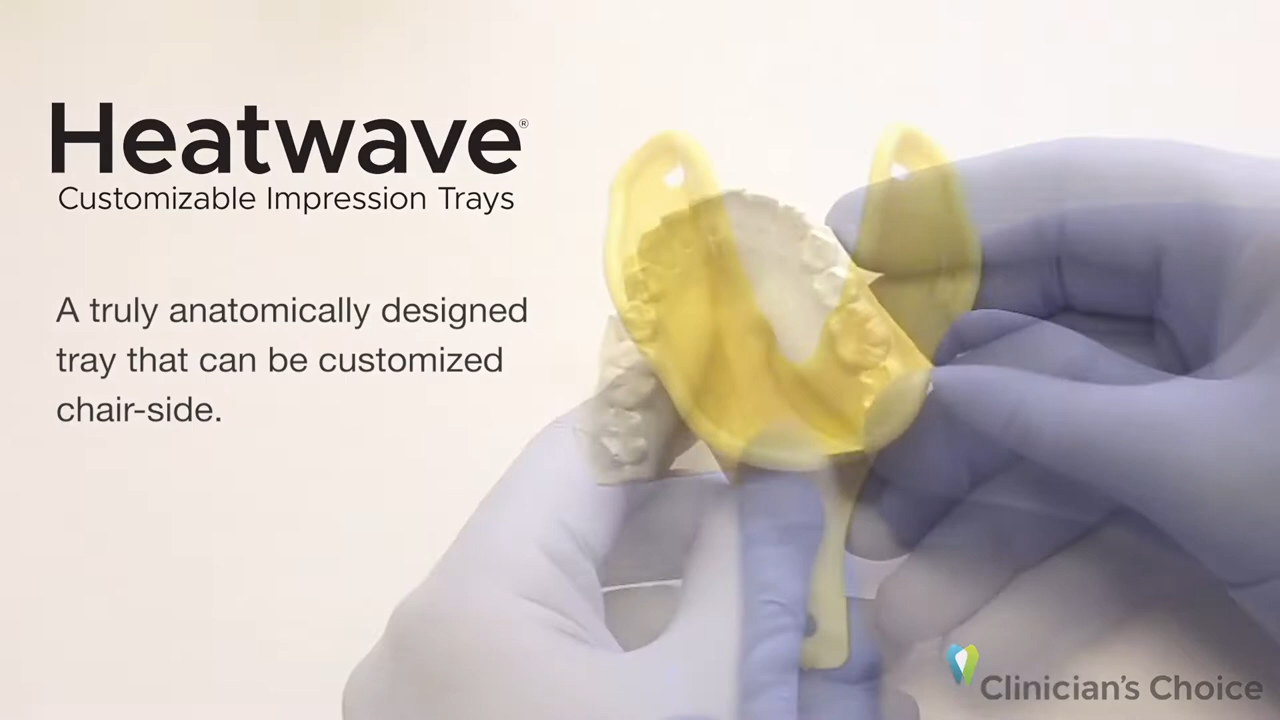 Heatwave®
Customizable Impression Trays
A truly anatomically designed
tray that can be customized
chair-side.
Clinician's Choice